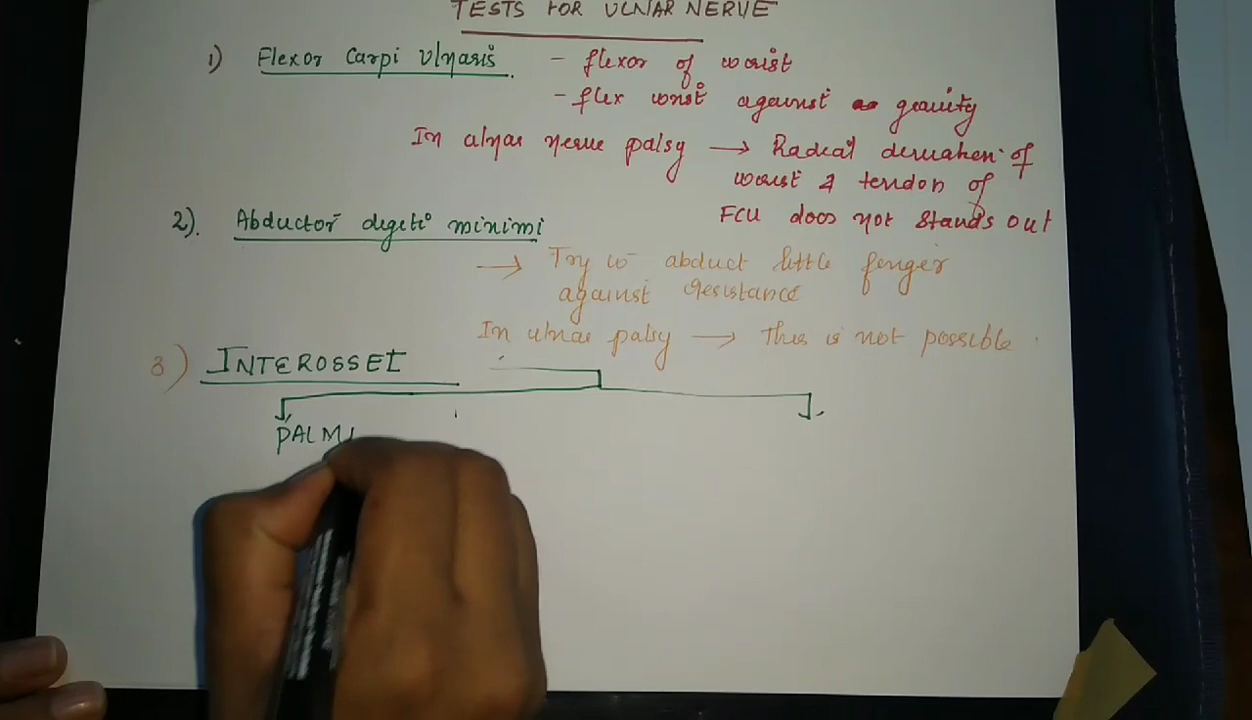 TESTS FOR ULNAR NERVE
1) Flexor Carpi Ulnaris - flexor of wrist
- flex wrist against gravity
In ulnar nerve palsy → Radial deviation of
wrist & tendon of
FCU does not stands out
2). Abductor digiti minimi
→ Try to abduct little finger
against resistance
In ulnar palsy → This is not possible
3) INTEROSSEI
PALM